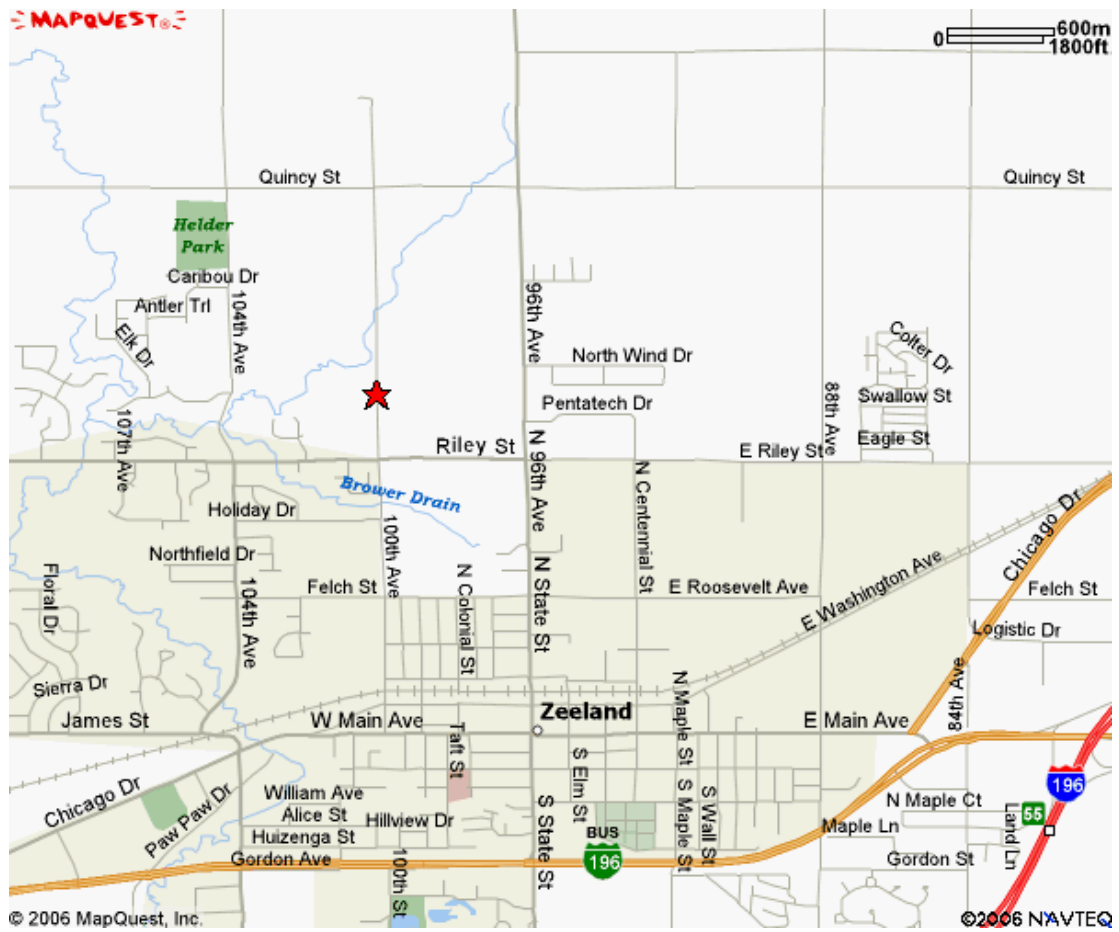 MAPQUEST®
600m
0
1800ft
Quincy St
Quincy St
Helder
Park
Caribou Dr
Antler Trl
Elk Dr
104th Ave
96th Ave
North Wind Dr
Colter Dr
Pentatech Dr
88th Ave
Swallow St
107th Ave
Riley St
E Riley St
Eagle St
N 96th Ave
N Centennial St
Brower Drain
Holiday Dr
100th Ave
Chicago Dr
Northfield Dr
Floral Dr
104th Ave
Felch St
N Colonial St
N State St
E Roosevelt Ave
E Washington Ave
Felch St
Logistic Dr
Sierra Dr
84th Ave
James St
W Main Ave
Zeeland
N Maple St
E Main Ave
Taft St
S Elm St
Chicago Dr
Paw Paw Dr
William Ave
Alice St
Hillview Dr
Huizenga St
Gordon Ave
S State St
S Maple St
S Wall St
BUS
196
N Maple Ct
Maple Ln
Gordon St
Land Ln
55
196
100th St
© 2006 MapQuest, Inc.
©2006 NAVTEQ